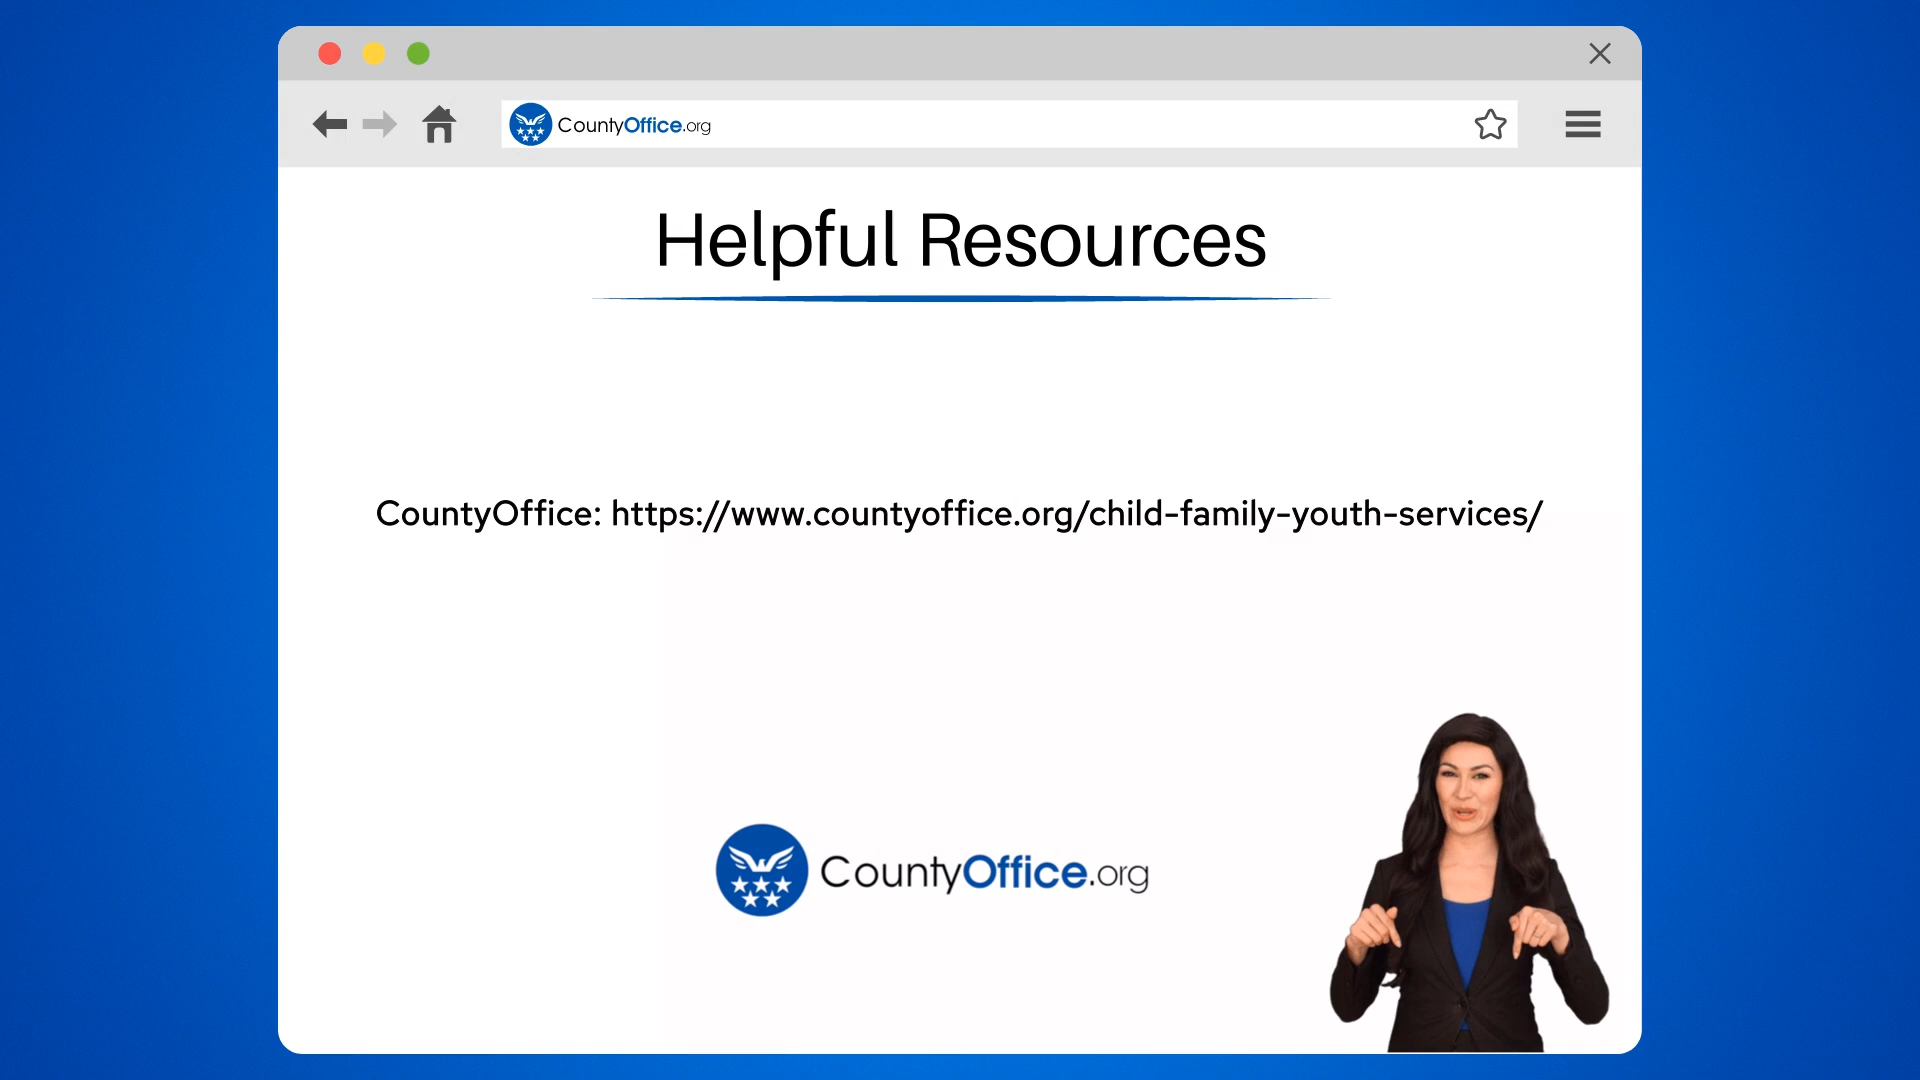 CountyOffice.org
Helpful Resources
CountyOffice: https://www.countyoffice.org/child-family-youth-services/
CountyOffice.org